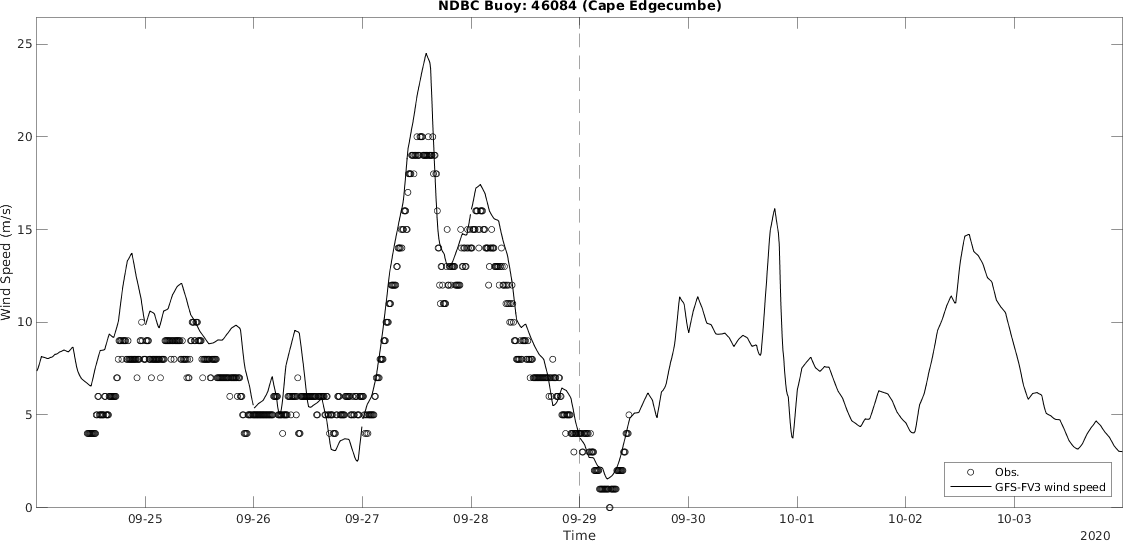 NDBC Buoy: 46084 (Cape Edgecumbe)
25
20
15
10
5
0
Wind Speed (m/s)
09-25 09-26 09-27 09-28 09-29 09-30 10-01 10-02 10-03
Time
2020
Obs.
GFS-FV3 wind speed